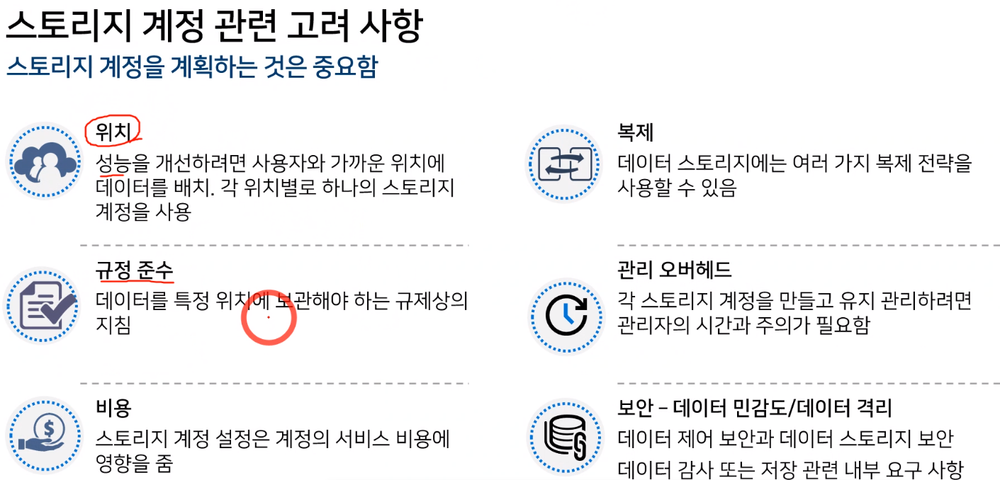 스토리지 계정 관련 고려 사항
스토리지 계정을 계획하는 것은 중요함
위치
성능을 개선하려면 사용자와 가까운 위치에
데이터를 배치. 각 위치별로 하나의 스토리지
계정을 사용
규정 준수
데이터를 특정 위치에 보관해야 하는 규제상의
지침
비용
$
스토리지 계정 설정은 계정의 서비스 비용에
영향을 줌
복제
데이터 스토리지에는 여러 가지 복제 전략을
사용할 수 있음
관리 오버헤드
각 스토리지 계정을 만들고 유지 관리하려면
관리자의 시간과 주의가 필요함
보안 – 데이터 민감도/데이터 격리
데이터 제어 보안과 데이터 스토리지 보안
데이터 감사 또는 저장 관련 내부 요구 사항